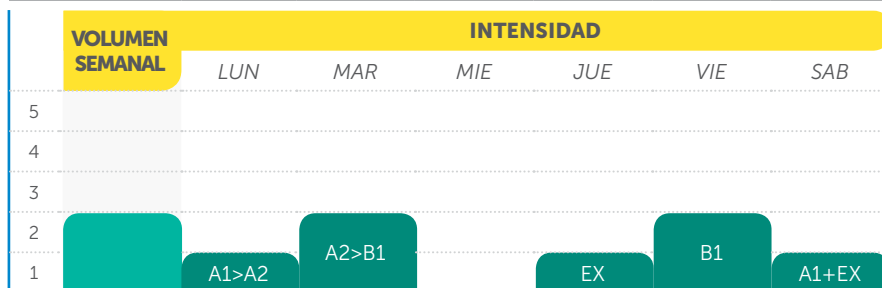 VOLUMEN SEMANAL
INTENSIDAD
LUN MAR MIE JUE VIE SAB
5
4
3
2
A2>B1 B1
1 A1>A2 EX A1+EX